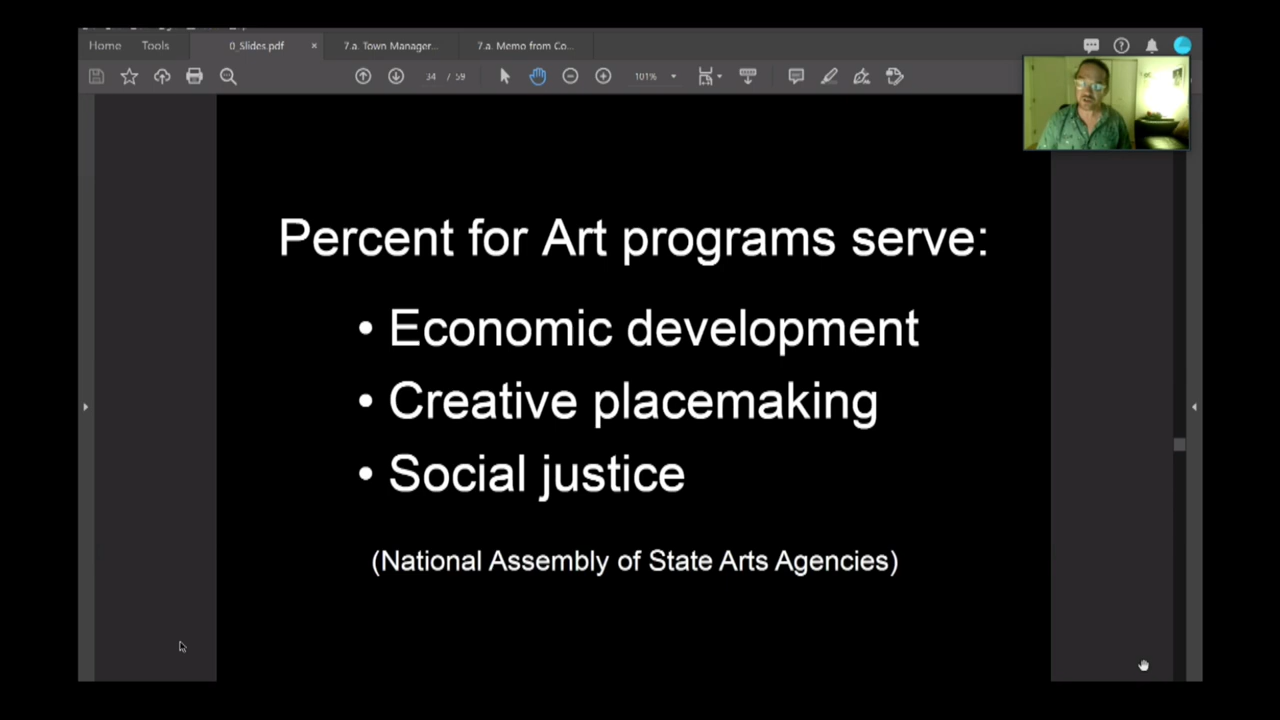 Home Tools 0_Slides.pdf × 7.a. Town Manager... 7.a. Memo from Co...
34 / 59 101%
Percent for Art programs serve:
• Economic development
• Creative placemaking
• Social justice
(National Assembly of State Arts Agencies)